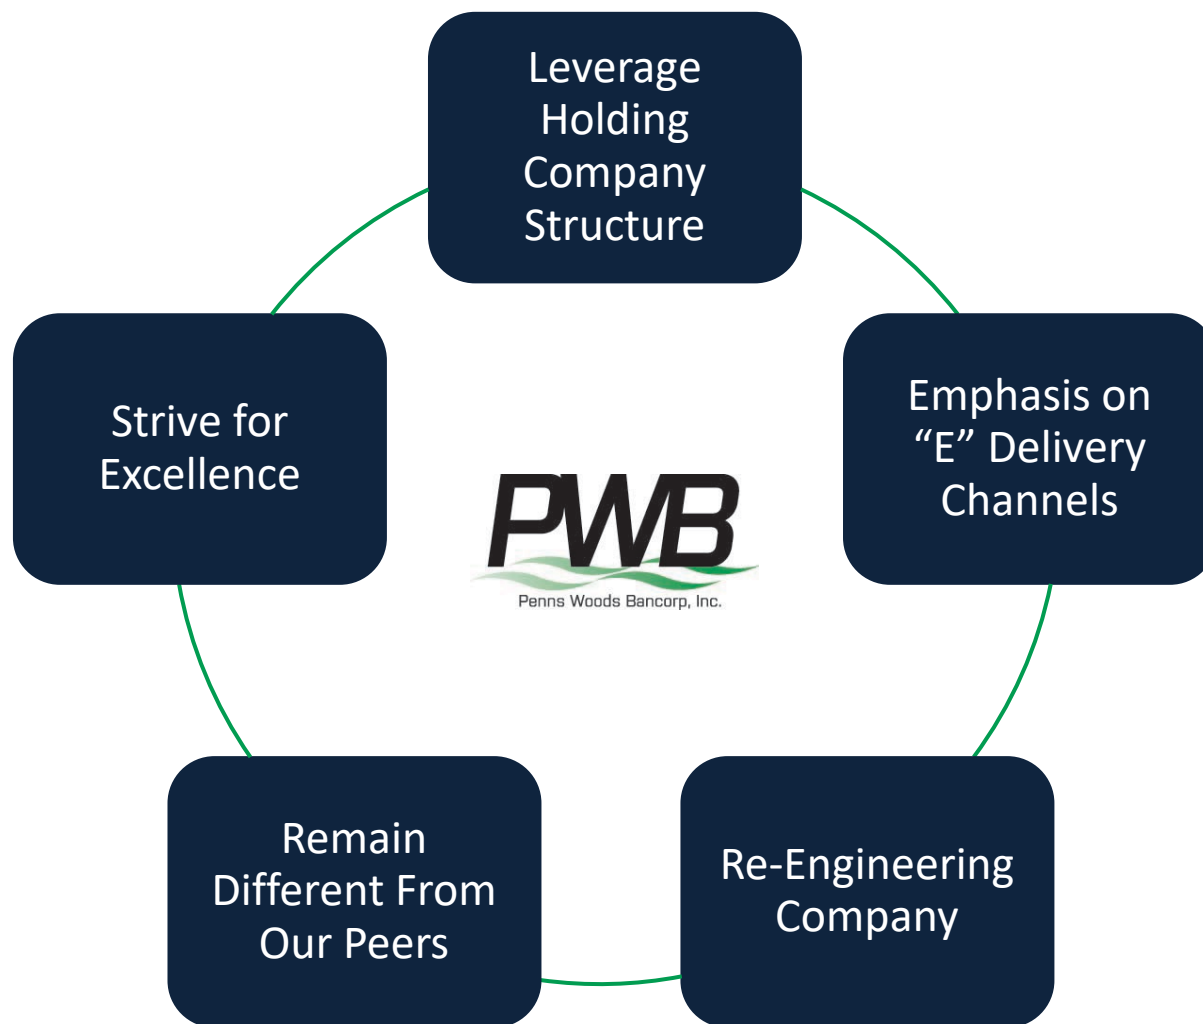 Leverage
Holding
Company
Structure
Strive for
Excellence
Emphasis on
“E” Delivery
Channels
PWB
Penns Woods Bancorp, Inc.
Remain
Different From
Our Peers
Re-Engineering
Company